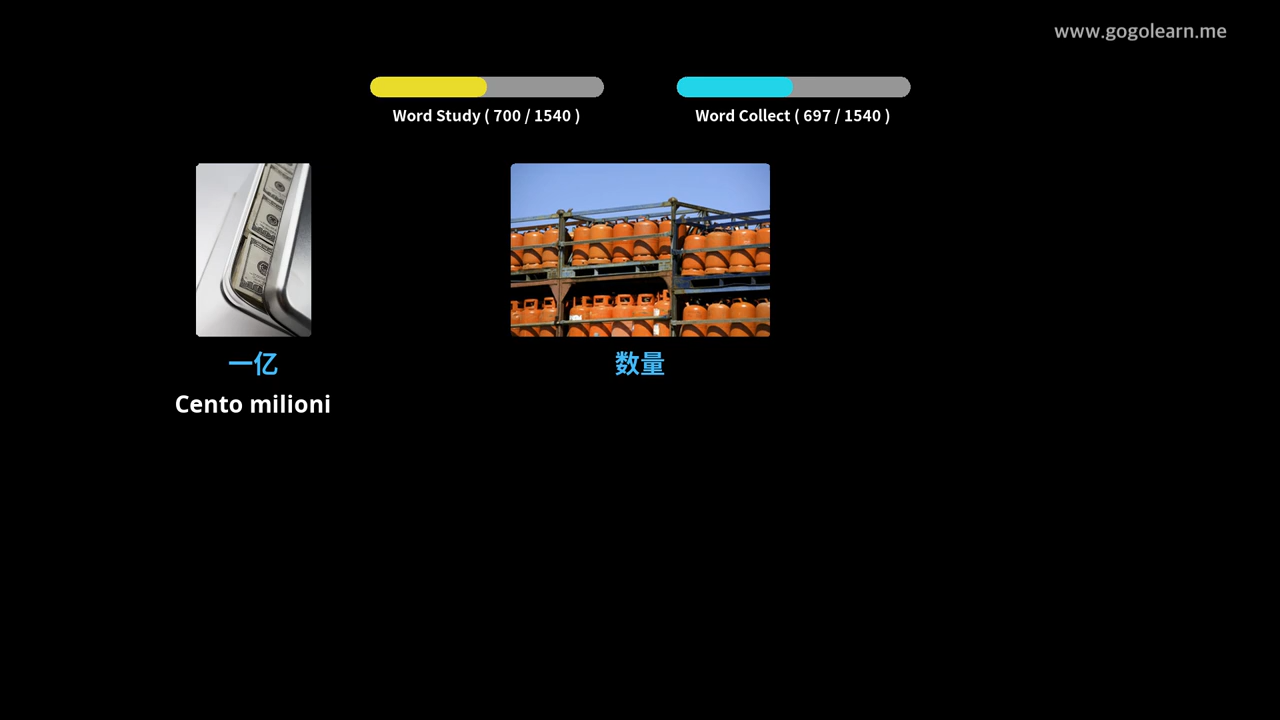 www.gogolearn.me
Word Study ( 700 / 1540 )
Word Collect ( 697 / 1540 )
一亿
数量
Cento milioni